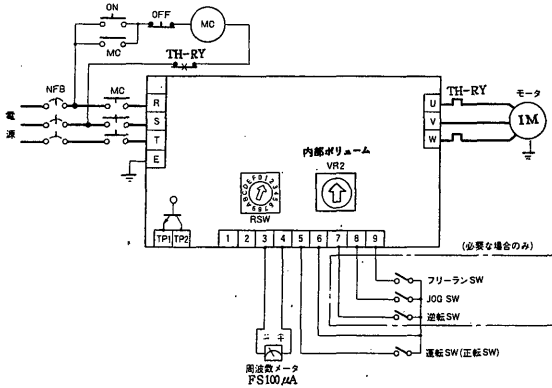 ON
OFF
MC
MC
TH-RY
NFB
MC
TH-RY
モータ
R
U
電
S
V
1M
源
T
W
E
内部ボリューム
VR2
RSW
TP1 TP2
1 2 3 4 5 6 7 8 9
(必要な場合のみ)
フリーランSW
JOG SW
逆転SW
運転SW(正転SW)
周波数メータ
FS100μA